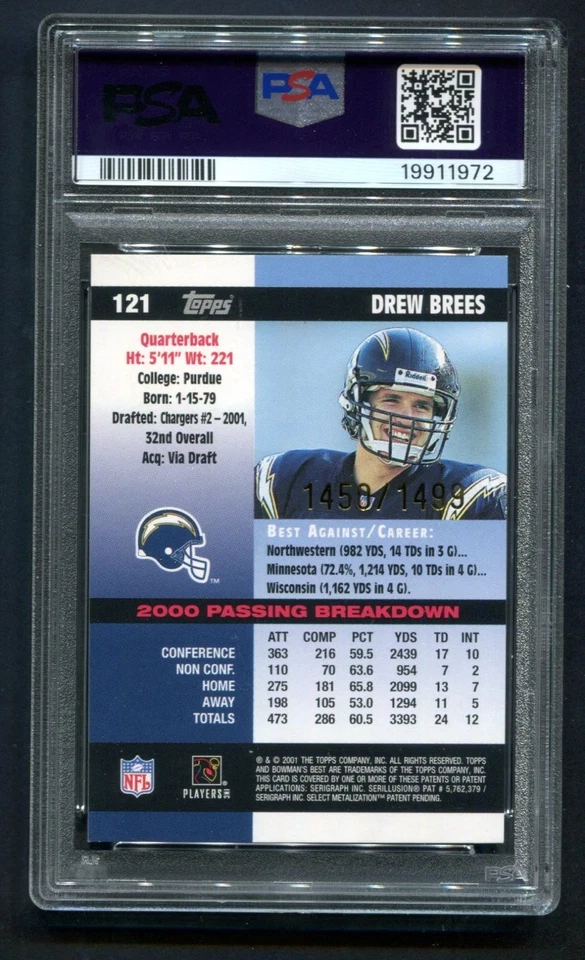 PSA
PSA
19911972
121 Topps DREW BREES
Quarterback
Ht: 5'11" Wt: 221
College: Purdue
Born: 1-15-79
Drafted: Chargers #2 – 2001,
32nd Overall
Acq: Via Draft
Riddell
1450/1499
TM
BEST AGAINST/CAREER:
Northwestern (982 YDS, 14 TDs in 3 G)...
Minnesota (72.4%, 1,214 YDS, 10 TDs in 4 G)...
Wisconsin (1,162 YDS in 4 G).
2000 PASSING BREAKDOWN
ATT COMP PCT YDS TD INT
CONFERENCE 363 216 59.5 2439 17 10
NON CONF. 110 70 63.6 954 7 2
HOME 275 181 65.8 2099 13 7
AWAY 198 105 53.0 1294 11 5
TOTALS 473 286 60.5 3393 24 12
NFL
PLAYERS INC
® & © 2001 THE TOPPS COMPANY, INC. ALL RIGHTS RESERVED. TOPPS
AND BOWMAN'S BEST ARE TRADEMARKS OF THE TOPPS COMPANY, INC.
THIS CARD IS COVERED BY ONE OR MORE OF THESE PATENTS OR PATENT
APPLICATIONS: SERIGRAPH INC. SERILLUSION® PAT # 5,762,379 /
SERIGRAPH INC. SELECT METALIZATION™ PATENT PENDING.
PSA